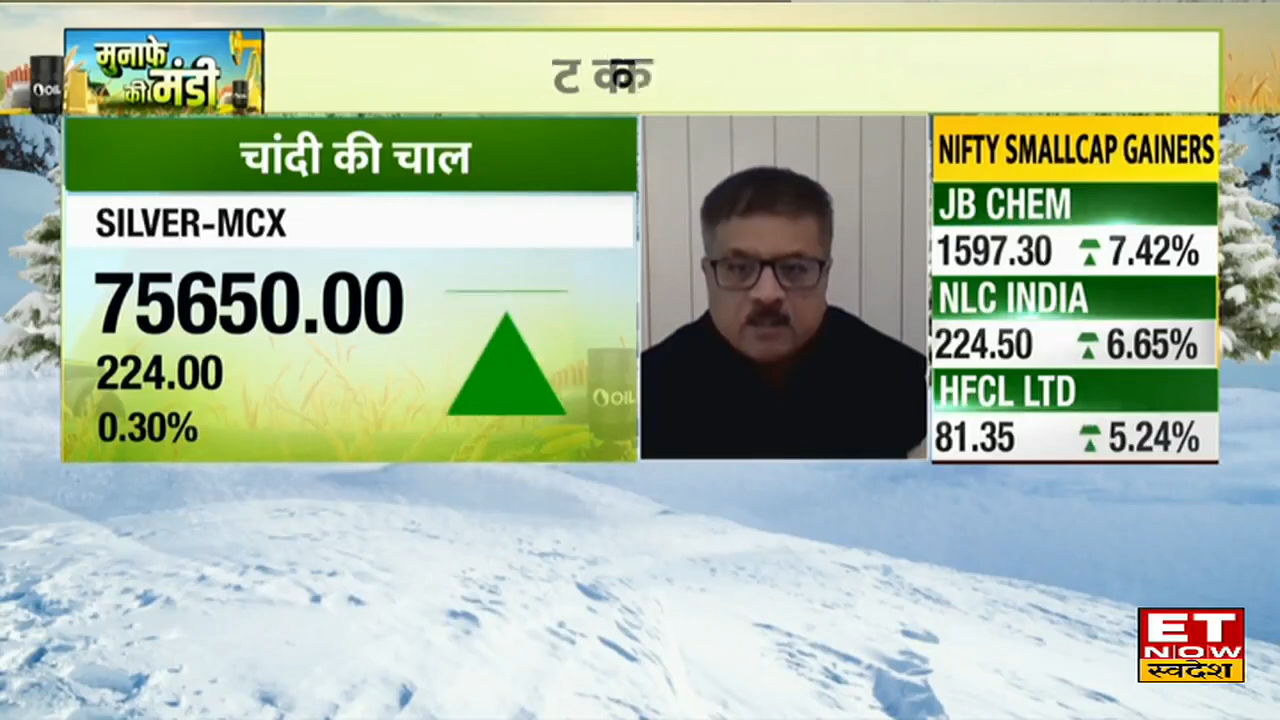 मुनाफे
की मंडी
OIL
चांदी की चाल
SILVER-MCX
75650.00
224.00
0.30%
OIL
NIFTY SMALLCAP GAINERS
JB CHEM
1597.30 7.42%
NLC INDIA
224.50 6.65%
HFCL LTD
81.35 5.24%
ET
NOW
स्वदेश